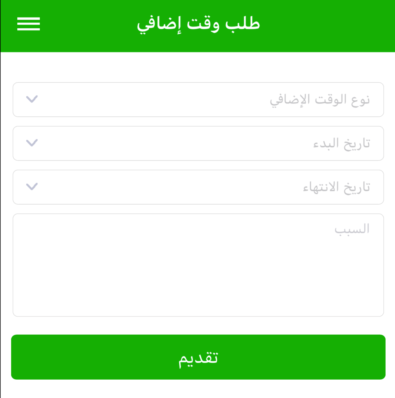 طلب وقت إضافي
نوع الوقت الإضافي
تاريخ البدء
تاريخ الانتهاء
السبب
تقديم